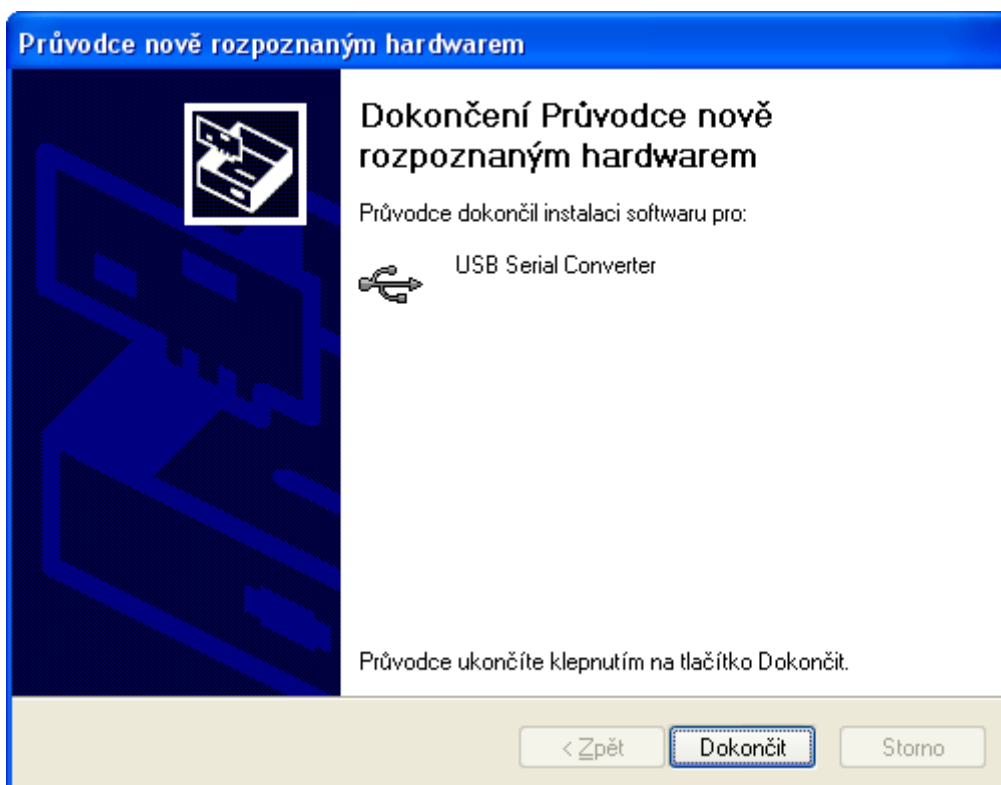 Průvodce nově rozpoznaným hardwarem
Dokončení Průvodce nově
rozpoznaným hardwarem
Průvodce dokončil instalaci softwaru pro:
USB Serial Converter
Průvodce ukončíte klepnutím na tlačítko Dokončit.
< Zpět
Dokončit
Storno